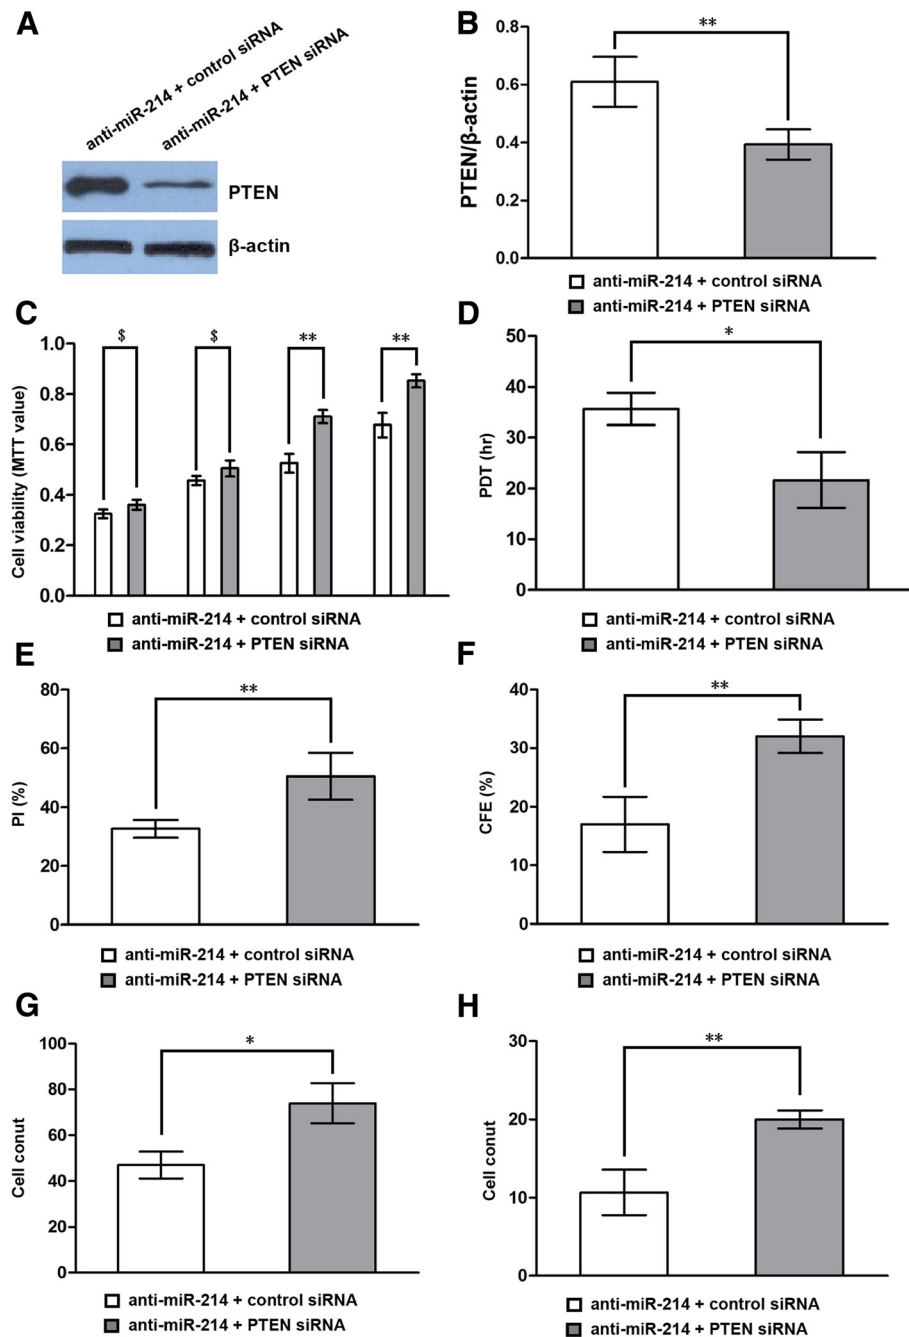 A
anti-miR-214 + control siRNA
anti-miR-214 + PTEN siRNA
PTEN
β-actin
B
PTEN/β-actin
0.8
0.6
0.4
0.2
0.0
**
anti-miR-214 + control siRNA
anti-miR-214 + PTEN siRNA
C
Cell viability (MTT value)
1.0
0.8
0.6
0.4
0.2
0.0
$
$
**
**
anti-miR-214 + control siRNA
anti-miR-214 + PTEN siRNA
D
PDT (hr)
50
40
30
20
10
0
*
anti-miR-214 + control siRNA
anti-miR-214 + PTEN siRNA
E
PI (%)
80
60
40
20
0
**
anti-miR-214 + control siRNA
anti-miR-214 + PTEN siRNA
F
CFE (%)
40
30
20
10
0
**
anti-miR-214 + control siRNA
anti-miR-214 + PTEN siRNA
G
Cell conut
100
80
60
40
20
0
*
anti-miR-214 + control siRNA
anti-miR-214 + PTEN siRNA
H
Cell conut
30
20
10
0
**
anti-miR-214 + control siRNA
anti-miR-214 + PTEN siRNA